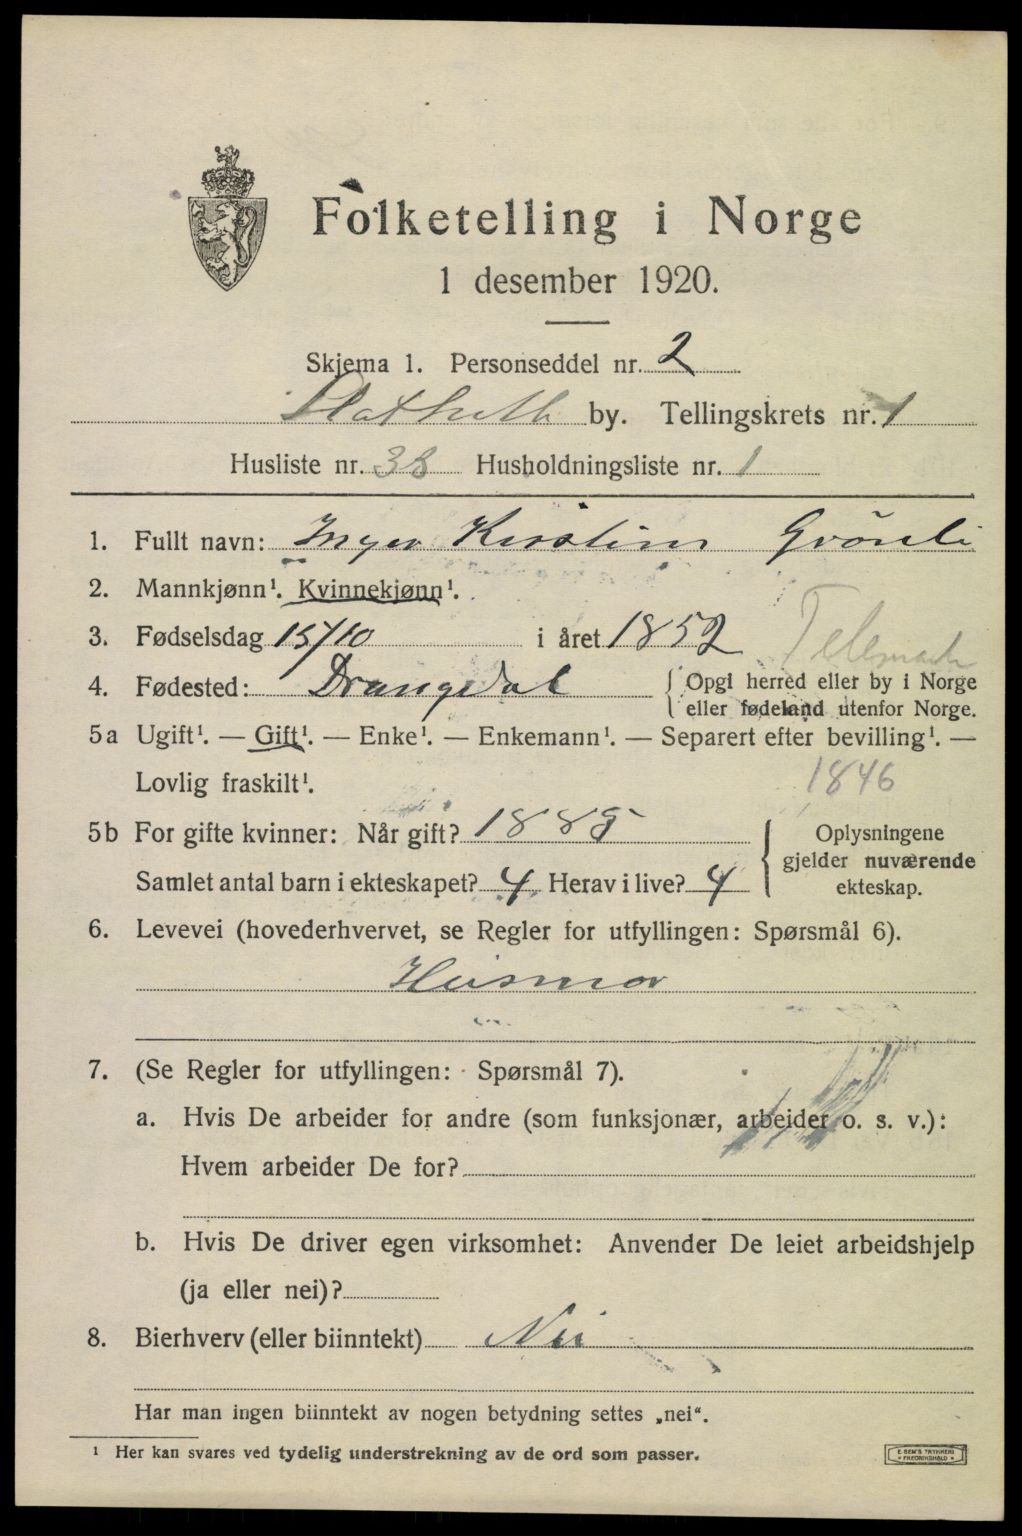 Folketelling i Norge
1 desember 1920.
Skjema 1. Personseddel nr. 2
Stathelle by. Tellingskrets nr. 1
Husliste nr. 38 Husholdningsliste nr. 1
1. Fullt navn: Inger Kirstine Grönli
2. Mannkjønn¹. Kvinnekjønn¹.
3. Fødselsdag 15/10 i året 1852
Telemark
4. Fødested: Drangedal { Opgi herred eller by i Norge
eller fødeland utenfor Norge.
5a Ugift¹. — Gift¹. — Enke¹. — Enkemann¹. — Separert efter bevilling¹. —
Lovlig fraskilt¹. 1846
5b For gifte kvinner: Når gift? 1885 { Oplysningene
gjelder nuværende
Samlet antal barn i ekteskapet? 4 Herav i live? 4 ekteskap.
6. Levevei (hovederhvervet, se Regler for utfyllingen: Spørsmål 6).
Husmor
7. (Se Regler for utfyllingen: Spørsmål 7).
a. Hvis De arbeider for andre (som funksjonær, arbeider o. s. v.):
Hvem arbeider De for?
b. Hvis De driver egen virksomhet: Anvender De leiet arbeidshjelp
(ja eller nei)?
8. Bierhverv (eller biinntekt) Nei
Har man ingen biinntekt av nogen betydning settes „nei“.
¹ Her kan svares ved tydelig understrekning av de ord som passer.
E. SEM'S TRYKKERI
FREDRIKSHALD